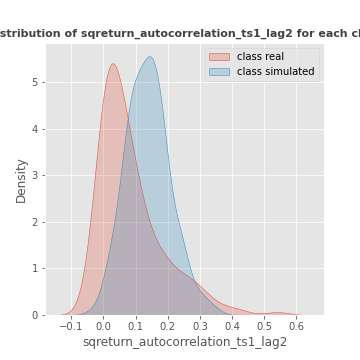 stribution of sqreturn_autocorrelation_ts1_lag2 for each cl
class real
class simulated
Density
5
4
3
2
1
0
−0.1 0.0 0.1 0.2 0.3 0.4 0.5 0.6
sqreturn_autocorrelation_ts1_lag2